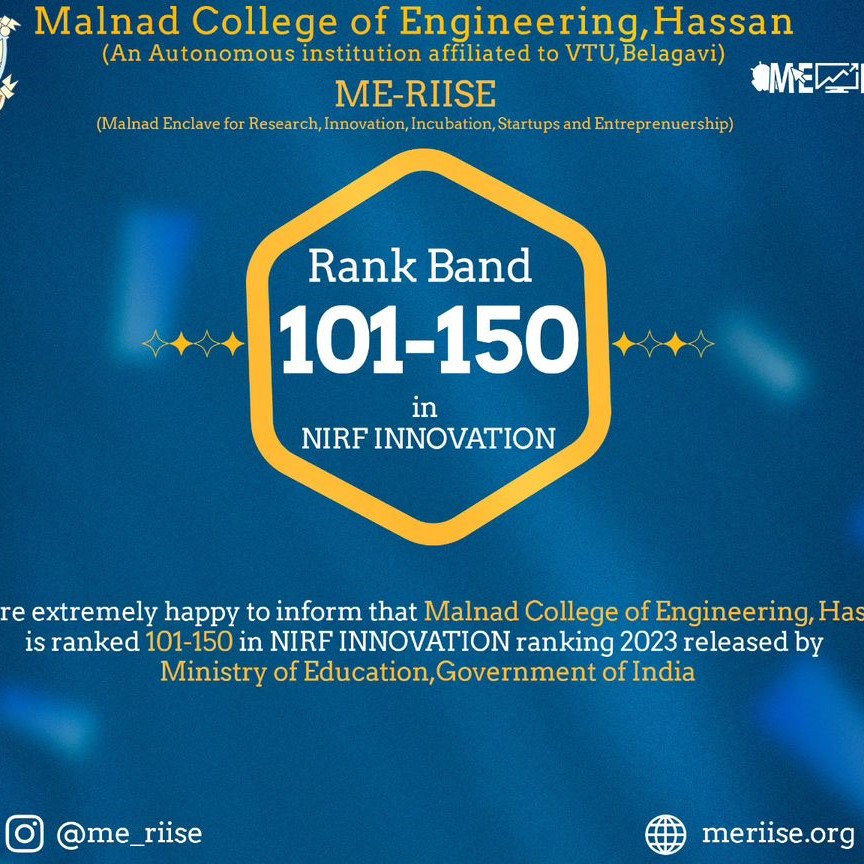 Malnad College of Engineering,Hassan
(An Autonomous institution affiliated to VTU,Belagavi)
ME-RIISE
(Malnad Enclave for Research,Innovation,Incubation,Startups and Entreprenuership)
Rank Band
101-150
in
NIRF INNOVATION
re extremely happy to inform that Malnad College of Engineering, Has
is ranked 101-150 in NIRF INNOVATION ranking 2023 released by
Ministry of Education,Government of India
@me_riise
meriise.org